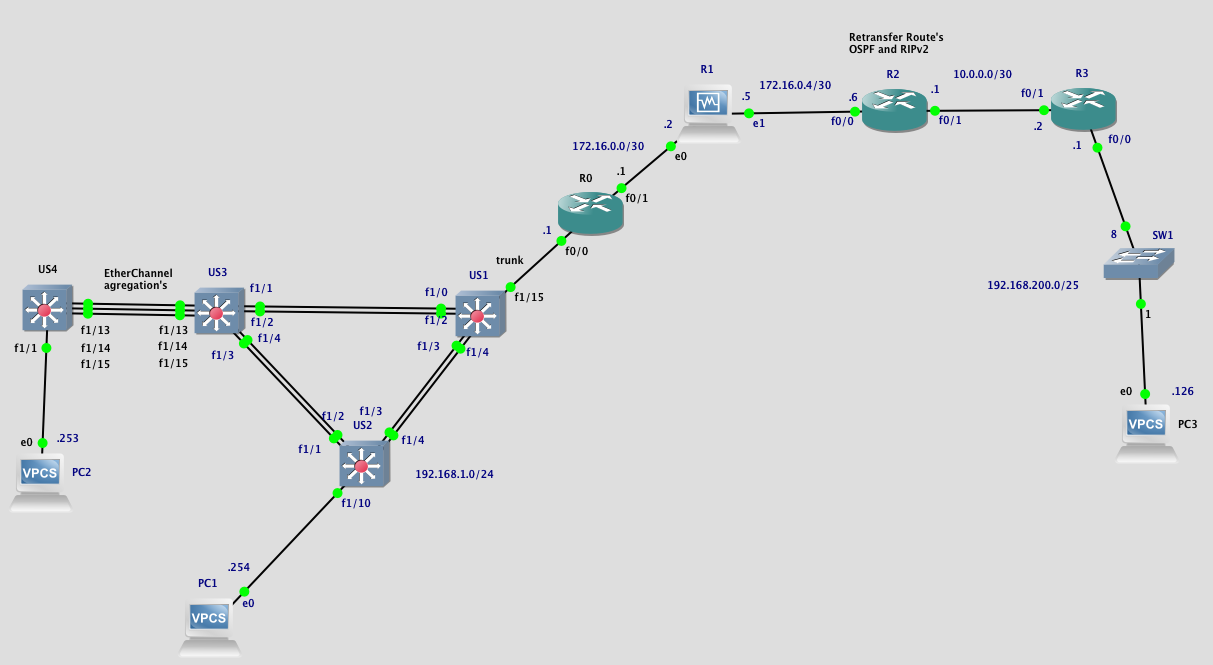 Retransfer Route's
OSPF and RIPv2
R1
172.16.0.4/30
R2
10.0.0.0/30
R3
.5
e1
.6
f0/0
.1
f0/1
f0/1
.2
.2
e0
172.16.0.0/30
.1
f0/0
.1
f0/1
R0
.1
f0/0
trunk
8
SW1
192.168.200.0/25
1
US4
EtherChannel
agregation's
US3
f1/1
f1/2
f1/4
f1/3
US1
f1/0
f1/2
f1/15
f1/3
f1/4
f1/13
f1/14
f1/15
f1/13
f1/14
f1/15
f1/1
e0
.253
VPCS
PC2
f1/2
f1/3
US2
f1/1
f1/4
192.168.1.0/24
f1/10
e0
.126
VPCS
PC3
.254
PC1
e0
VPCS